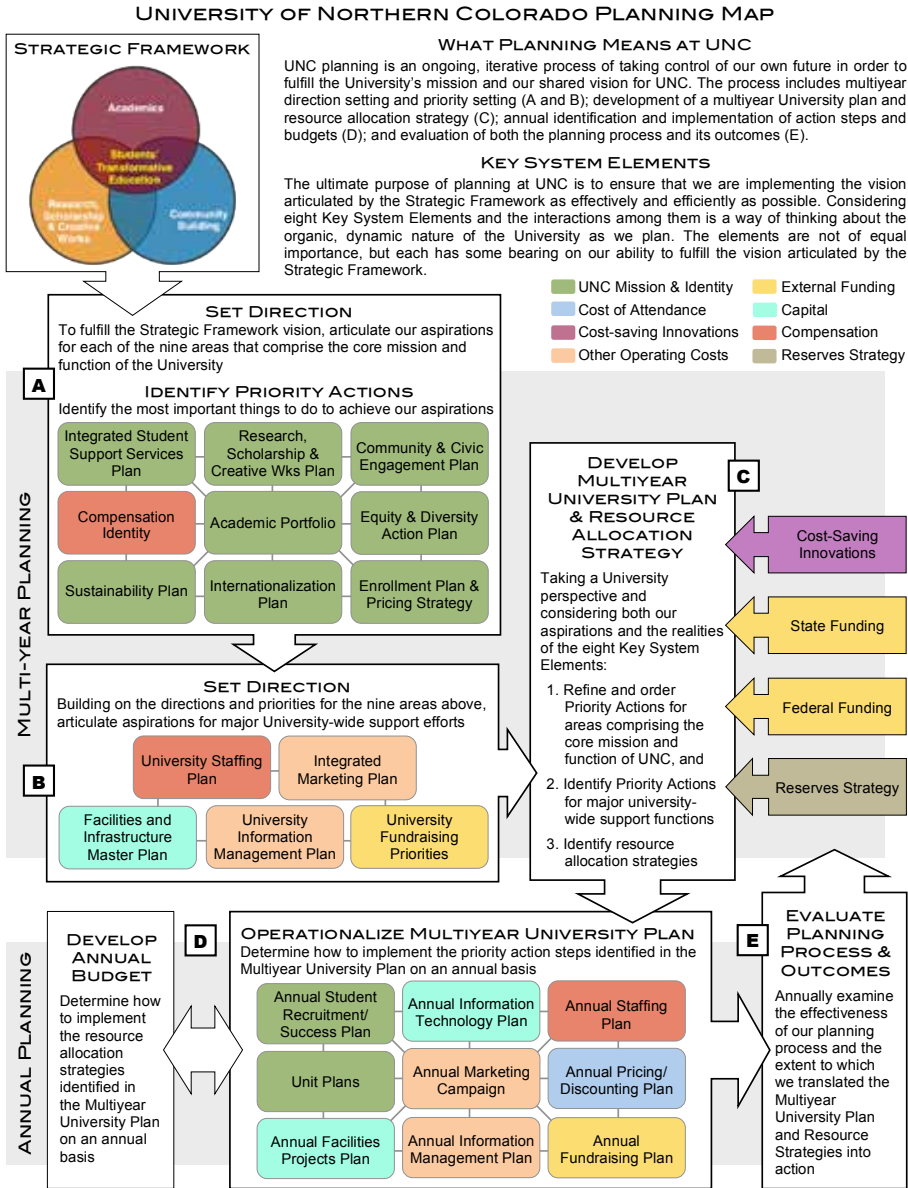 UNIVERSITY OF NORTHERN COLORADO PLANNING MAP
STRATEGIC FRAMEWORK
Academics
Students'
Transformative
Education
Research,
Scholarship
& Creative
Works
Community
Building
WHAT PLANNING MEANS AT UNC
UNC planning is an ongoing, iterative process of taking control of our own future in order to
fulfill the University's mission and our shared vision for UNC. The process includes multiyear
direction setting and priority setting (A and B); development of a multiyear University plan and
resource allocation strategy (C); annual identification and implementation of action steps and
budgets (D); and evaluation of both the planning process and its outcomes (E).
KEY SYSTEM ELEMENTS
The ultimate purpose of planning at UNC is to ensure that we are implementing the vision
articulated by the Strategic Framework as effectively and efficiently as possible. Considering
eight Key System Elements and the interactions among them is a way of thinking about the
organic, dynamic nature of the University as we plan. The elements are not of equal
importance, but each has some bearing on our ability to fulfill the vision articulated by the
Strategic Framework.
UNC Mission & Identity
Cost of Attendance
Cost-saving Innovations
Other Operating Costs
External Funding
Capital
Compensation
Reserves Strategy
MULTI-YEAR PLANNING
A
SET DIRECTION
To fulfill the Strategic Framework vision, articulate our aspirations
for each of the nine areas that comprise the core mission and
function of the University
IDENTIFY PRIORITY ACTIONS
Identify the most important things to do to achieve our aspirations
Integrated Student
Support Services
Plan
Research,
Scholarship &
Creative Wks Plan
Community & Civic
Engagement Plan
Compensation
Identity
Academic Portfolio
Equity & Diversity
Action Plan
Sustainability Plan
Internationalization
Plan
Enrollment Plan &
Pricing Strategy
B
SET DIRECTION
Building on the directions and priorities for the nine areas above,
articulate aspirations for major University-wide support efforts
University Staffing
Plan
Integrated
Marketing Plan
Facilities and
Infrastructure
Master Plan
University
Information
Management Plan
University
Fundraising
Priorities
C
DEVELOP
MULTIYEAR
UNIVERSITY PLAN
& RESOURCE
ALLOCATION
STRATEGY
Taking a University
perspective and
considering both our
aspirations and the realities
of the eight Key System
Elements:
1. Refine and order
Priority Actions for
areas comprising the
core mission and
function of UNC, and
2. Identify Priority Actions
for major university-
wide support functions
3. Identify resource
allocation strategies
Cost-Saving
Innovations
State Funding
Federal Funding
Reserves Strategy
ANNUAL PLANNING
DEVELOP
ANNUAL
BUDGET
Determine how
to implement
the resource
allocation
strategies
identified in
the Multiyear
University Plan
on an annual
basis
D
OPERATIONALIZE MULTIYEAR UNIVERSITY PLAN
Determine how to implement the priority action steps identified in the
Multiyear University Plan on an annual basis
Annual Student
Recruitment/
Success Plan
Annual Information
Technology Plan
Annual Staffing
Plan
Unit Plans
Annual Marketing
Campaign
Annual Pricing/
Discounting Plan
Annual Facilities
Projects Plan
Annual Information
Management Plan
Annual
Fundraising Plan
E
EVALUATE
PLANNING
PROCESS &
OUTCOMES
Annually examine
the effectiveness
of our planning
process and the
extent to which
we translated the
Multiyear
University Plan
and Resource
Strategies into
action